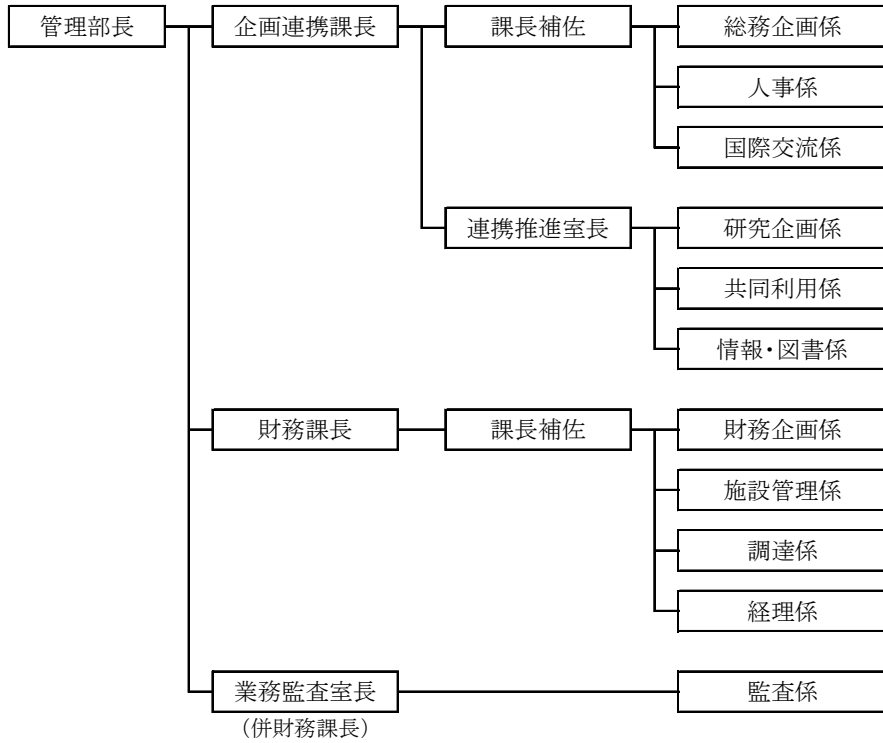 管理部長
企画連携課長
課長補佐
総務企画係
人事係
国際交流係
連携推進室長
研究企画係
共同利用係
情報・図書係
財務課長
課長補佐
財務企画係
施設管理係
調達係
経理係
業務監査室長
（併財務課長）
監査係